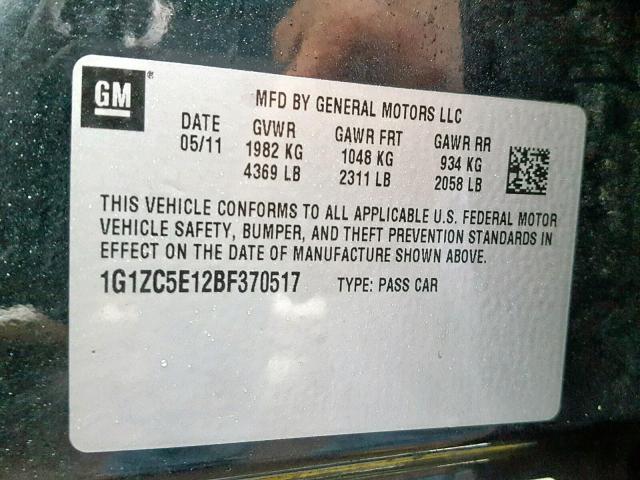 GM®
MFD BY GENERAL MOTORS LLC
DATE GVWR GAWR FRT GAWR RR
05/11 1982 KG 1048 KG 934 KG
4369 LB 2311 LB 2058 LB
THIS VEHICLE CONFORMS TO ALL APPLICABLE U.S. FEDERAL MOTOR
VEHICLE SAFETY, BUMPER, AND THEFT PREVENTION STANDARDS IN
EFFECT ON THE DATE OF MANUFACTURE SHOWN ABOVE.
1G1ZC5E12BF370517 TYPE: PASS CAR